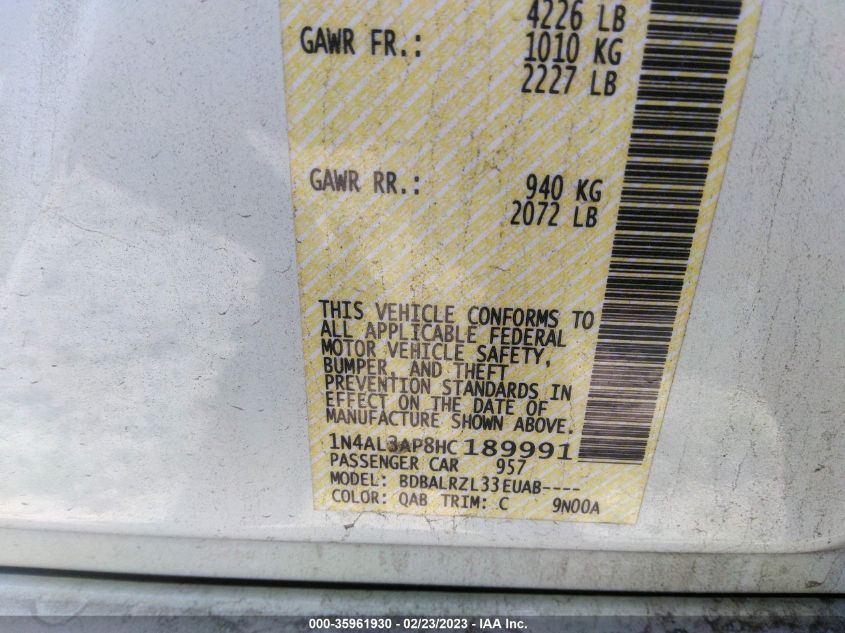 4226 LB
GAWR FR.: 1010 KG
2227 LB
GAWR RR.: 940 KG
2072 LB
THIS VEHICLE CONFORMS TO
ALL APPLICABLE FEDERAL
MOTOR VEHICLE SAFETY,
BUMPER, AND THEFT
PREVENTION STANDARDS IN
EFFECT ON THE DATE OF
MANUFACTURE SHOWN ABOVE.
1N4AL3AP8HC189991
PASSENGER CAR 957
MODEL: BDBALRZL33EUAB----
COLOR: QAB TRIM: C 9N00A
000-35961930 - 02/23/2023 - IAA Inc.